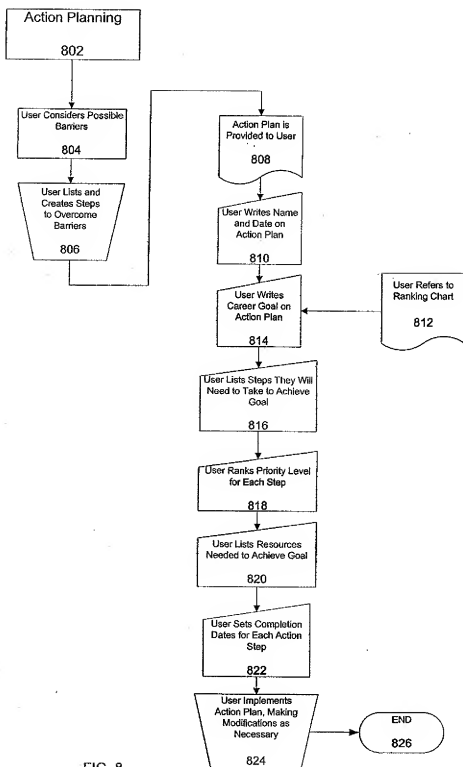 Action Planning
802
User Considers Possible
Barriers
804
User Lists and
Creates Steps
to Overcome
Barriers
806
Action Plan is
Provided to User
808
User Writes Name
and Date on
Action Plan
810
User Writes
Career Goal on
Action Plan
814
User Refers to
Ranking Chart
812
User Lists Steps They Will
Need to Take to Achieve
Goal
816
User Ranks Priority Level
for Each Step
818
User Lists Resources
Needed to Achieve Goal
820
User Sets Completion
Dates for Each Action
Step
822
User Implements
Action Plan, Making
Modifications as
Necessary
824
END
826
FIG. 8